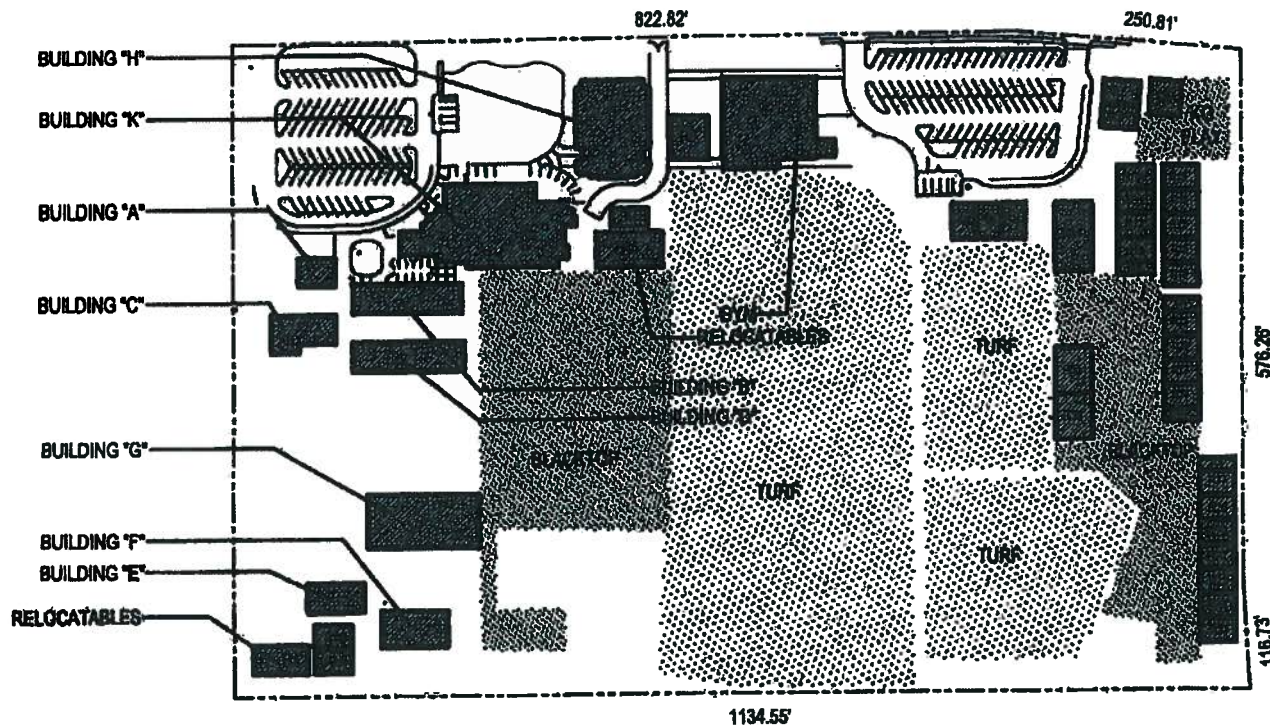 822.82'
250.81'
BUILDING "H"
BUILDING "K"
BUILDING "A"
BUILDING "C"
GYM
RELOCATABLES
TURF
576.26'
BUILDING "B"
BUILDING "D"
BUILDING "G"
BLACKTOP
BLACKTOP
TURF
BUILDING "F"
TURF
BUILDING "E"
RELOCATABLES
116.73'
1134.55'